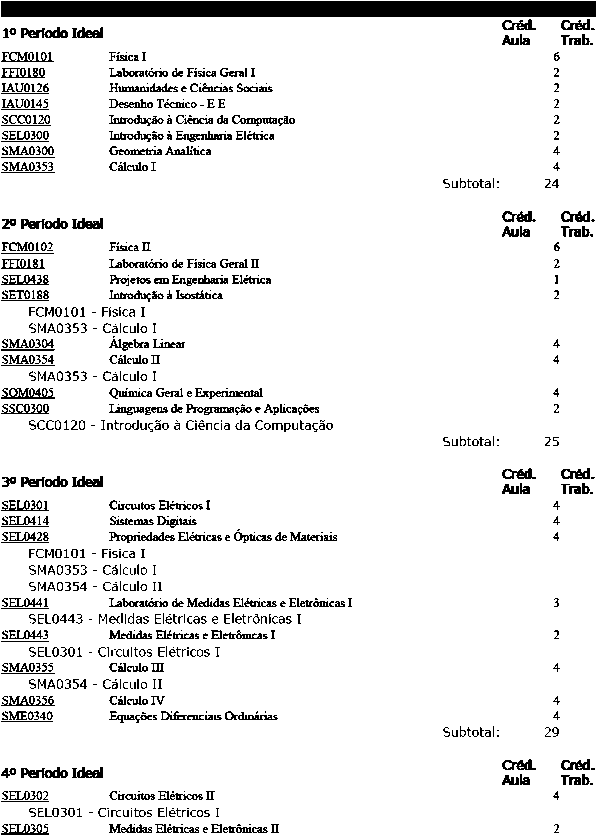 1º Período Ideal Créd. Aula Créd. Trab.
FCM0101 Física I 6
FFI0180 Laboratório de Física Geral I 2
IAU0126 Humanidades e Ciências Sociais 2
IAU0145 Desenho Técnico - E E 2
SCC0120 Introdução à Ciência da Computação 2
SEL0300 Introdução à Engenharia Elétrica 2
SMA0300 Geometria Analítica 4
SMA0353 Cálculo I 4
Subtotal: 24
2º Período Ideal Créd. Aula Créd. Trab.
FCM0102 Física II 6
FFI0181 Laboratório de Física Geral II 2
SEL0438 Projetos em Engenharia Elétrica 1
SET0188 Introdução à Isostática 2
FCM0101 - Física I
SMA0353 - Cálculo I
SMA0304 Álgebra Linear 4
SMA0354 Cálculo II 4
SMA0353 - Cálculo I
SQM0405 Química Geral e Experimental 4
SSC0300 Linguagens de Programação e Aplicações 2
SCC0120 - Introdução à Ciência da Computação
Subtotal: 25
3º Período Ideal Créd. Aula Créd. Trab.
SEL0301 Circuitos Elétricos I 4
SEL0414 Sistemas Digitais 4
SEL0428 Propriedades Elétricas e Ópticas de Materiais 4
FCM0101 - Física I
SMA0353 - Cálculo I
SMA0354 - Cálculo II
SEL0441 Laboratório de Medidas Elétricas e Eletrônicas I 3
SEL0443 - Medidas Elétricas e Eletrônicas I
SEL0443 Medidas Elétricas e Eletrônicas I 2
SEL0301 - Circuitos Elétricos I
SMA0355 Cálculo III 4
SMA0354 - Cálculo II
SMA0356 Cálculo IV 4
SME0340 Equações Diferenciais Ordinárias 4
Subtotal: 29
4º Período Ideal Créd. Aula Créd. Trab.
SEL0302 Circuitos Elétricos II 4
SEL0301 - Circuitos Elétricos I
SEL0305 Medidas Elétricas e Eletrônicas II 2